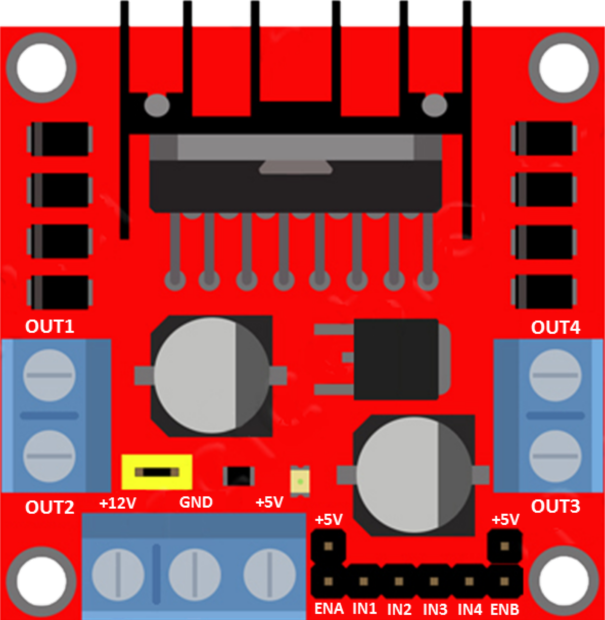 OUT1 OUT4
OUT2 +12V GND +5V OUT3
+5V +5V
ENA IN1 IN2 IN3 IN4 ENB